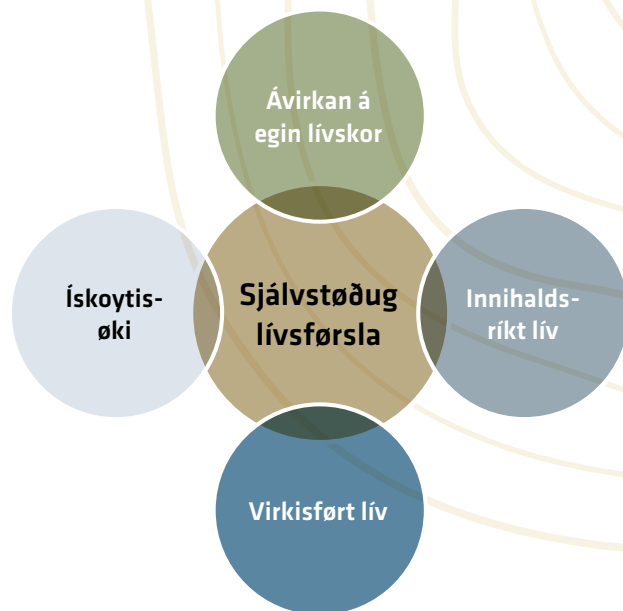 Ávirkan á
egin lívskor
Ískoytis-
øki
Sjálvstøðug
lívsførsla
Innihalds-
ríkt lív
Virkisført lív